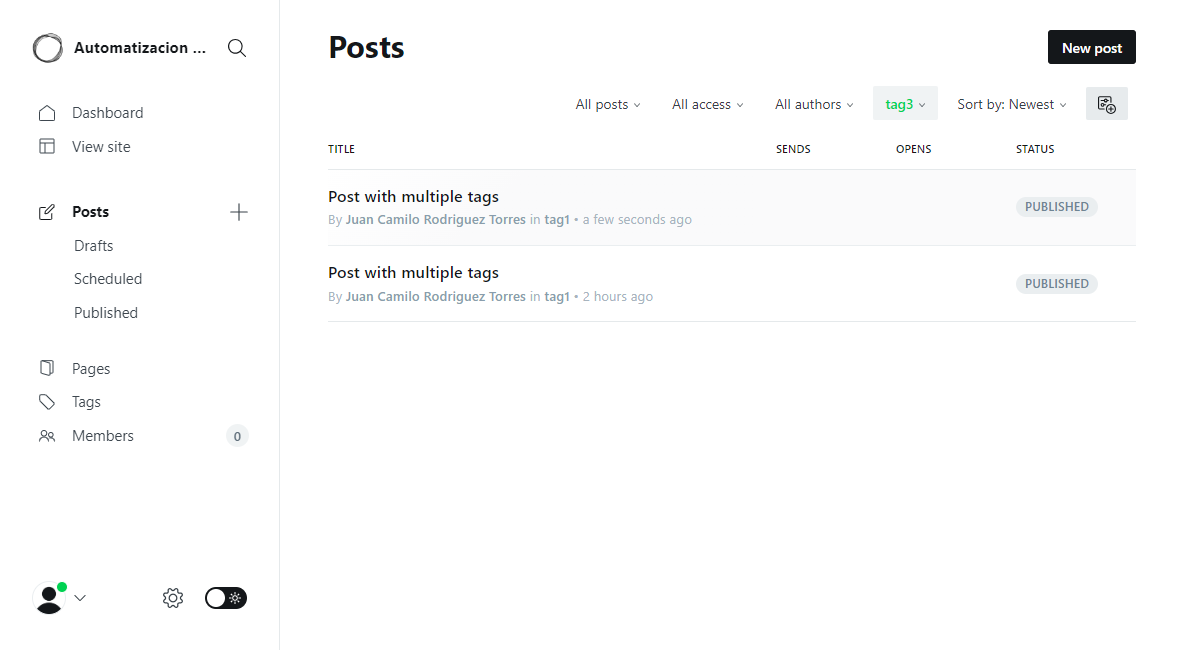 Automatizacion ...
Dashboard
View site
Posts
Drafts
Scheduled
Published
Pages
Tags
Members 0
Posts
New post
All posts All access All authors tag3 Sort by: Newest
TITLE SENDS OPENS STATUS
Post with multiple tags
By Juan Camilo Rodriguez Torres in tag1 • a few seconds ago
PUBLISHED
Post with multiple tags
By Juan Camilo Rodriguez Torres in tag1 • 2 hours ago
PUBLISHED